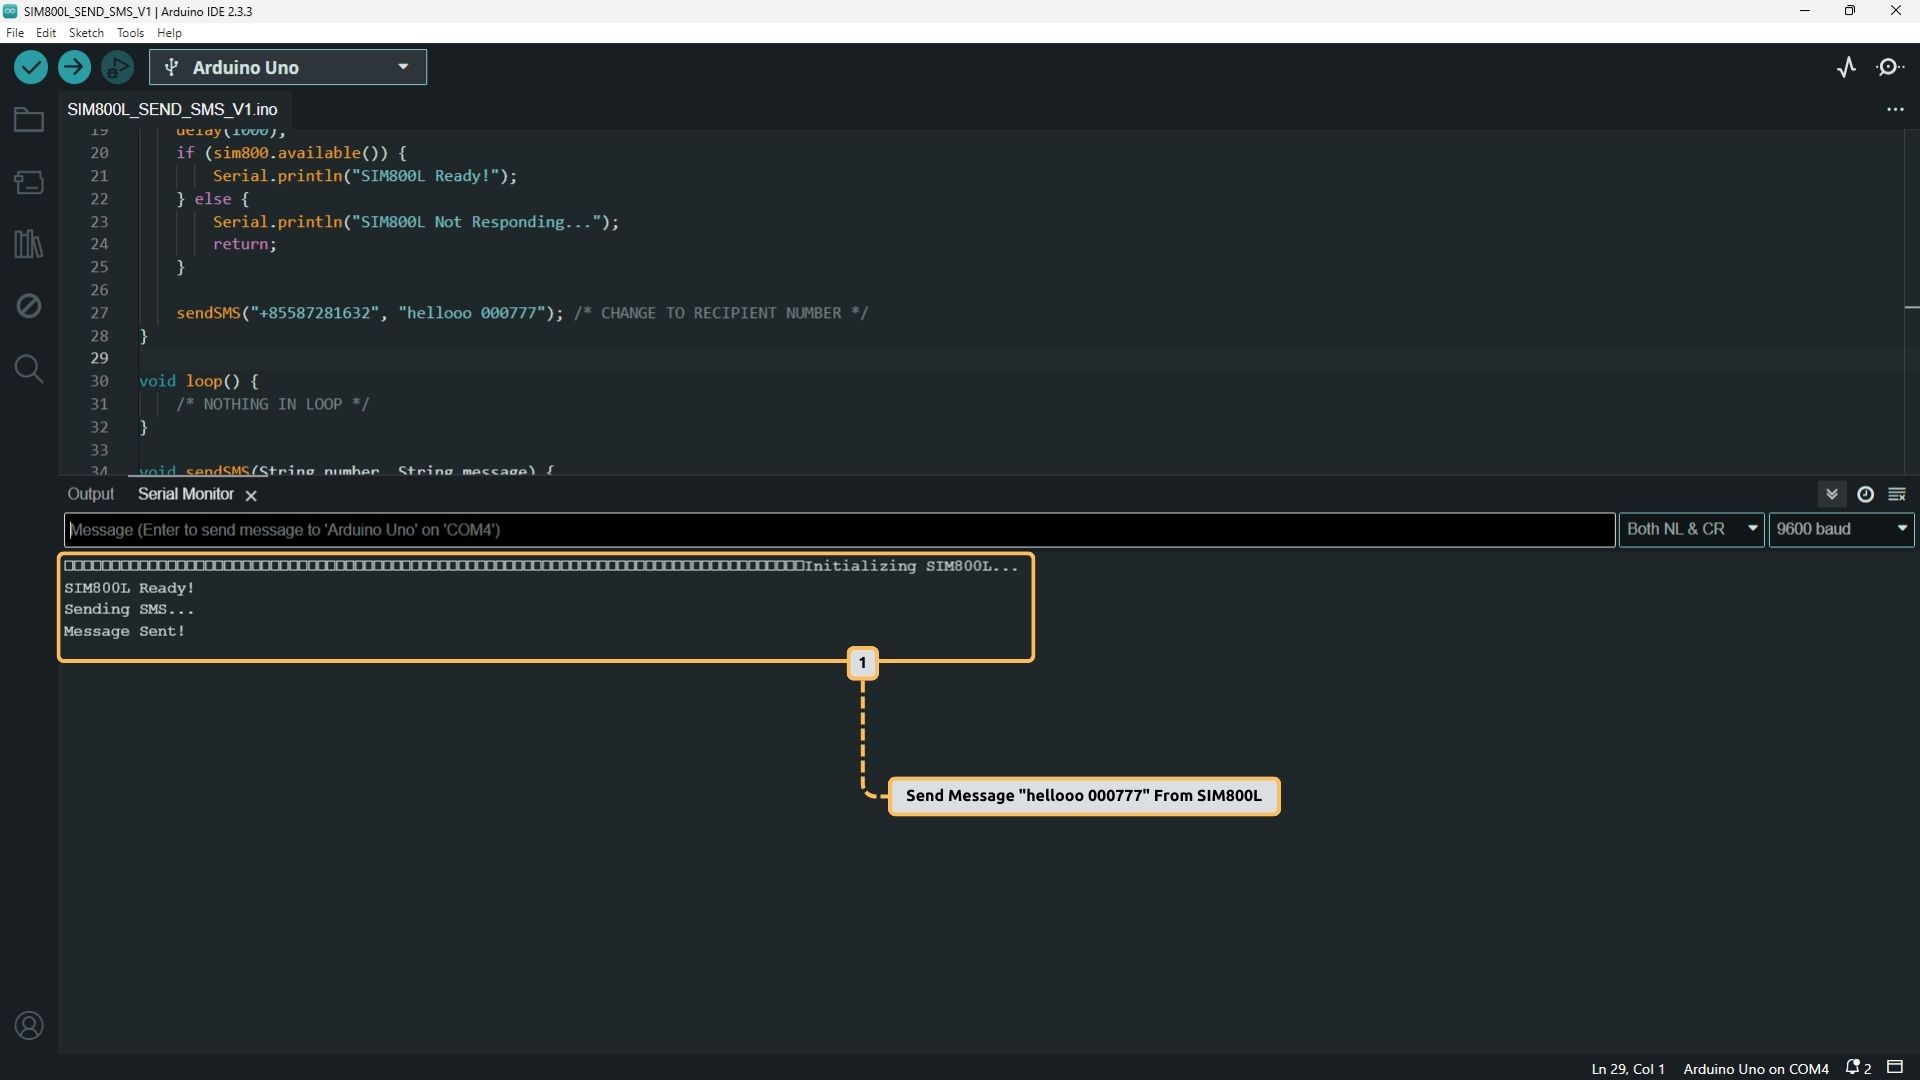 SIM800L_SEND_SMS_V1 | Arduino IDE 2.3.3
File Edit Sketch Tools Help
Arduino Uno
SIM800L_SEND_SMS_V1.ino
19 delay(1000);
20 if (sim800.available()) {
21 Serial.println("SIM800L Ready!");
22 } else {
23 Serial.println("SIM800L Not Responding...");
24 return;
25 }
26
27 sendSMS("+85587281632", "hellooo 000777"); /* CHANGE TO RECIPIENT NUMBER */
28 }
29
30 void loop() {
31 /* NOTHING IN LOOP */
32 }
33
34 void sendSMS(String number, String message) {
Output Serial Monitor
Message (Enter to send message to 'Arduino Uno' on 'COM4')
Both NL & CR
9600 baud
Initializing SIM800L...
SIM800L Ready!
Sending SMS...
Message Sent!
1
Send Message "hellooo 000777" From SIM800L
Ln 29, Col 1 Arduino Uno on COM4 2